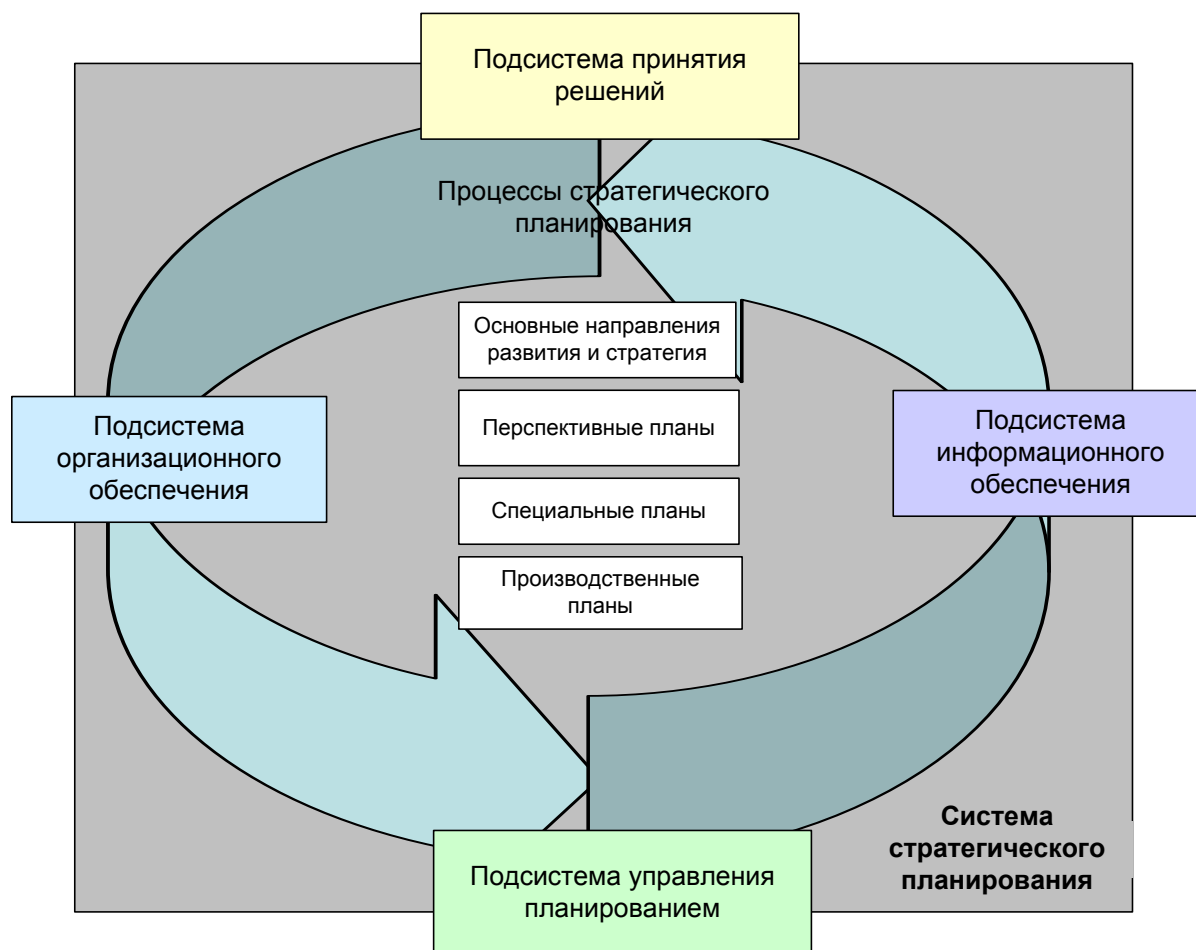 Подсистема принятия
решений
Процессы стратегического
планирования
Основные направления
развития и стратегия
Перспективные планы
Специальные планы
Производственные
планы
Подсистема
организационного
обеспечения
Подсистема
информационного
обеспечения
Система
стратегического
планирования
Подсистема управления
планированием